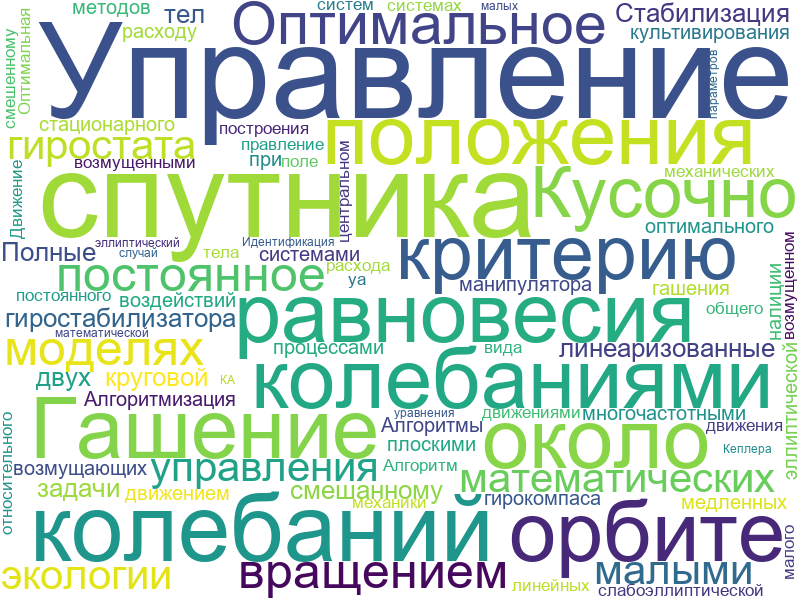 методов
тел
систем
системах
малых
Стабилизация
расходу
Оптимальное
культивирования
смешенному
Оптимальная
Управление
параметров
стационарного
построения
гиростата
правление
положения
возмущенными
при
поле
механических
Движение
центральном
спутника
Кусочно
оптимального
эллиптический
Идентификация
Полные
случай
тела
системами
критерию
возмущенном
постоянное
расхода
уа
манипулятора
гашения
наличии
постоянного
воздействий
общего
гиростабилизатора
равновесия
математической
моделях
процессами
вида
линеаризованные
двух
круговой
КА
колебаниями
эллиптической
Алгоритмизация
уравнения
движениями
многочастотными
относительного
Гашение
Алгоритмы
движения
плоскими
около
Кеплера
возмущающих
управления
Алгоритм
математических
задачи
движением
смешанному
гирокомпаса
механики
медленных
колебаний
орбите
малого
экологии
вращением
малыми
линейных
слабоэллиптической